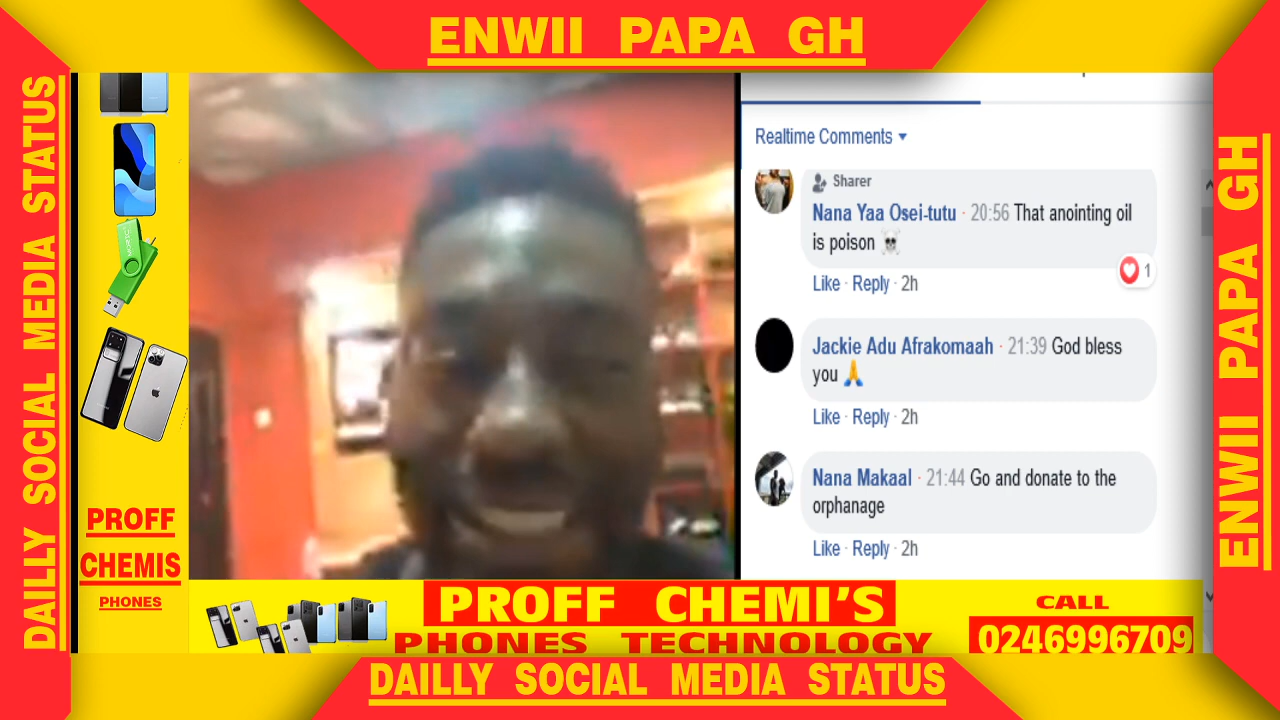 ENWII PAPA GH
DAILLY SOCIAL MEDIA STATUS
PROFF
CHEMIS
PHONES
Realtime Comments
Sharer
Nana Yaa Osei-tutu · 20:56 That anointing oil
is poison ☠️
1
Like · Reply · 2h
Jackie Adu Afrakomaah · 21:39 God bless
you 🙏
Like · Reply · 2h
Nana Makaal · 21:44 Go and donate to the
orphanage
Like · Reply · 2h
ENWII PAPA GH
PROFF CHEMI'S
PHONES TECHNOLOGY
CALL
0246996709
DAILLY SOCIAL MEDIA STATUS